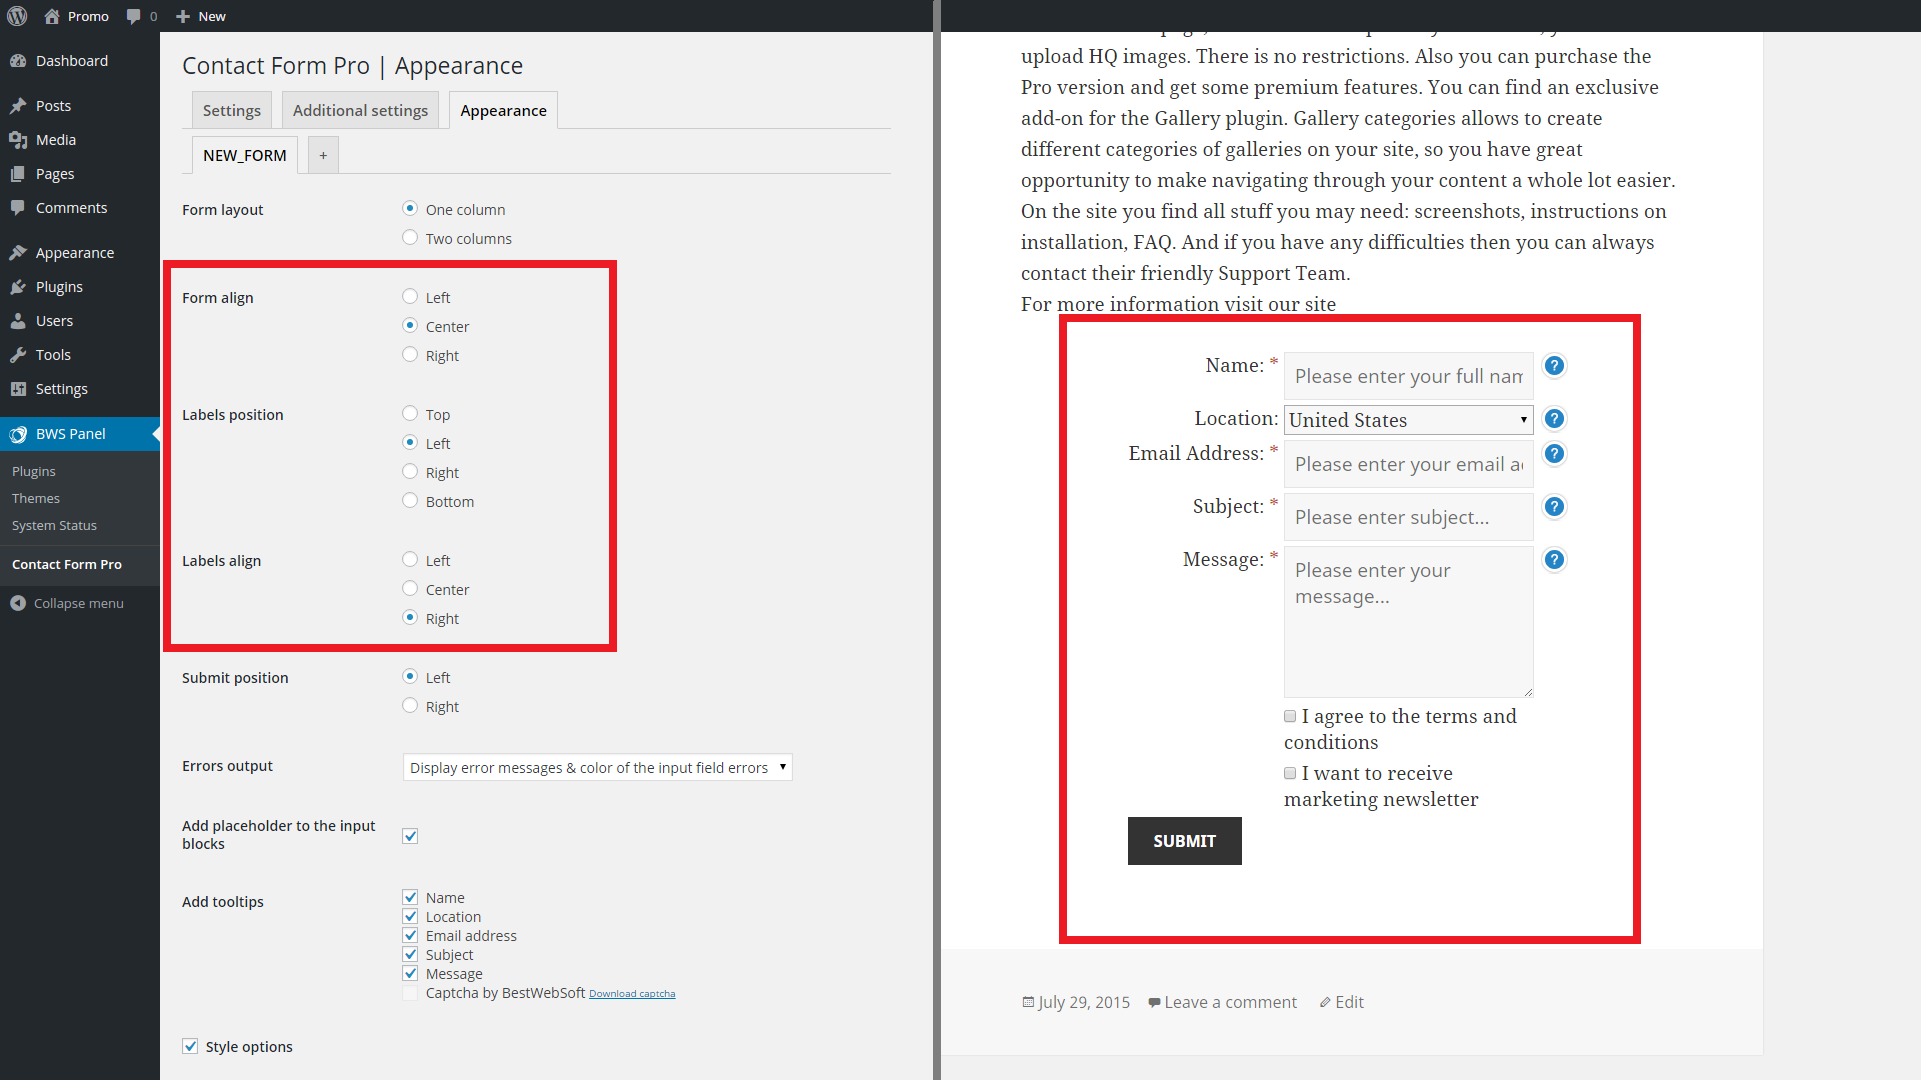 Promo 0 New
Dashboard
Posts
Media
Pages
Comments
Appearance
Plugins
Users
Tools
Settings
BWS Panel
Plugins
Themes
System Status
Contact Form Pro
Collapse menu
Contact Form Pro | Appearance
Settings Additional settings Appearance
NEW_FORM +
Form layout
One column
Two columns
Form align
Left
Center
Right
Labels position
Top
Left
Right
Bottom
Labels align
Left
Center
Right
Submit position
Left
Right
Errors output
Display error messages & color of the input field errors
Add placeholder to the input
blocks
Add tooltips
Name
Location
Email address
Subject
Message
Captcha by BestWebSoft Download captcha
Style options
upload HQ images. There is no restrictions. Also you can purchase the
Pro version and get some premium features. You can find an exclusive
add-on for the Gallery plugin. Gallery categories allows to create
different categories of galleries on your site, so you have great
opportunity to make navigating through your content a whole lot easier.
On the site you find all stuff you may need: screenshots, instructions on
installation, FAQ. And if you have any difficulties then you can always
contact their friendly Support Team.
For more information visit our site
Name: * Please enter your full nam ?
Location: United States ?
Email Address: * Please enter your email a ?
Subject: * Please enter subject... ?
Message: * Please enter your ?
message...
I agree to the terms and
conditions
I want to receive
marketing newsletter
SUBMIT
July 29, 2015 Leave a comment Edit